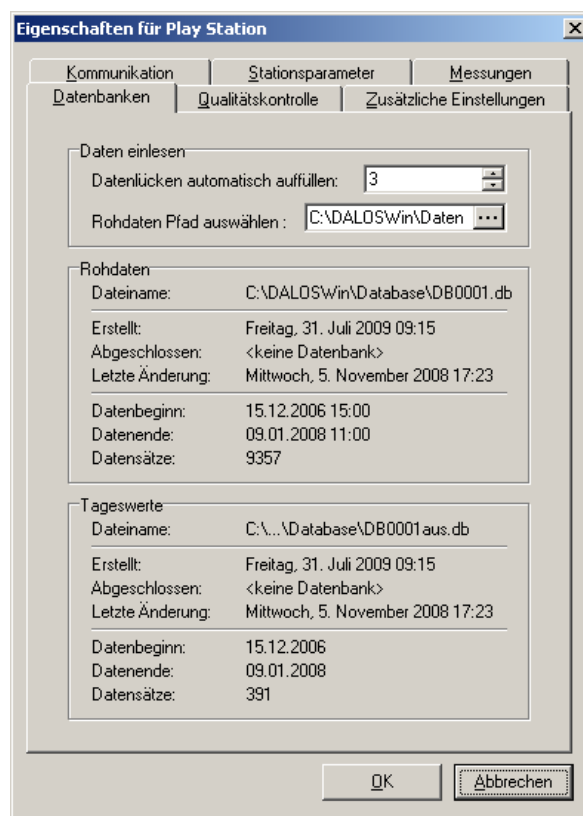 Eigenschaften für Play Station
Kommunikation Stationsparameter Messungen
Datenbanken Qualitätskontrolle Zusätzliche Einstellungen
Daten einlesen
Datenlücken automatisch auffüllen: 3
Rohdaten Pfad auswählen : C:\DALOSWin\Daten ...
Rohdaten
Dateiname: C:\DALOSWin\Database\DB0001.db
Erstellt: Freitag, 31. Juli 2009 09:15
Abgeschlossen: <keine Datenbank>
Letzte Änderung: Mittwoch, 5. November 2008 17:23
Datenbeginn: 15.12.2006 15:00
Datenende: 09.01.2008 11:00
Datensätze: 9357
Tageswerte
Dateiname: C:\...\Database\DB0001aus.db
Erstellt: Freitag, 31. Juli 2009 09:15
Abgeschlossen: <keine Datenbank>
Letzte Änderung: Mittwoch, 5. November 2008 17:23
Datenbeginn: 15.12.2006
Datenende: 09.01.2008
Datensätze: 391
OK Abbrechen